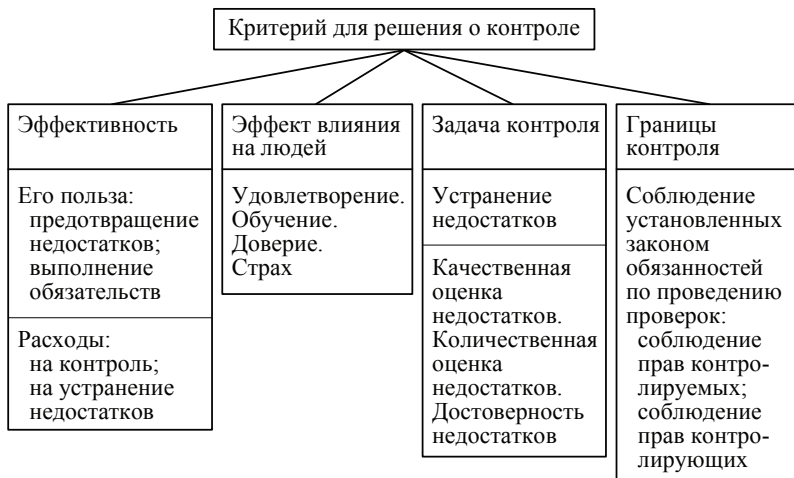 Критерий для решения о контроле
Эффективность
Его польза:
предотвращение
недостатков;
выполнение
обязательств
Расходы:
на контроль;
на устранение
недостатков
Эффект влияния
на людей
Удовлетворение.
Обучение.
Доверие.
Страх
Задача контроля
Устранение
недостатков
Качественная
оценка
недостатков.
Количественная
оценка
недостатков.
Достоверность
недостатков
Границы
контроля
Соблюдение
установленных
законом
обязанностей
по проведению
проверок:
соблюдение
прав контро-
лируемых;
соблюдение
прав контро-
лирующих